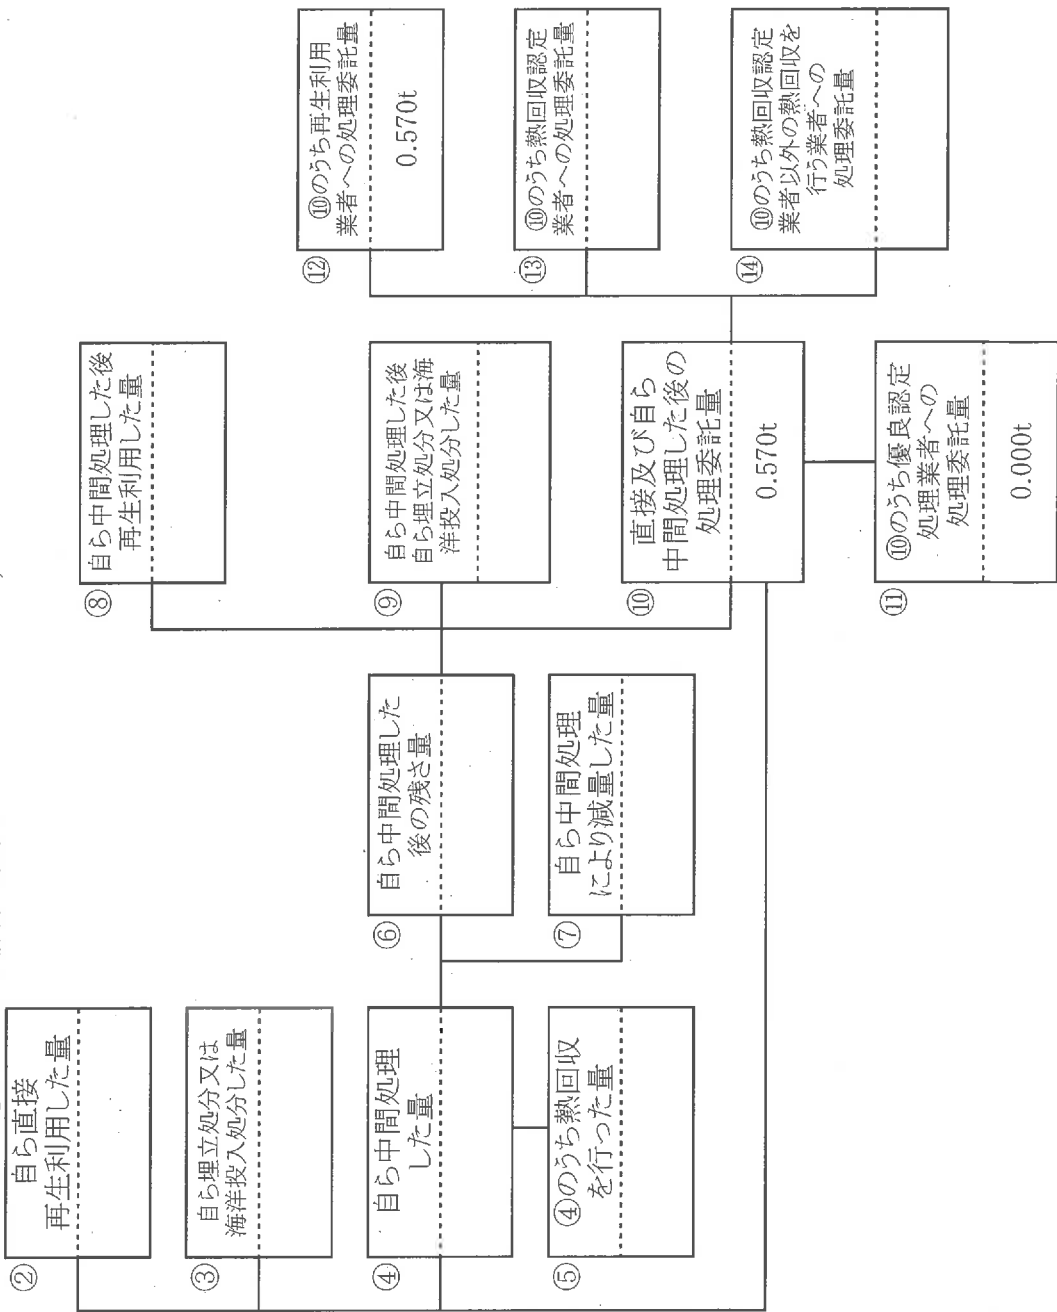 ②
自ら直接
再生利用した量
③
自ら埋立処分又は
海洋投入処分した量
④
自ら中間処理
した量
⑤
④のうち熱回収
を行った量
⑥
自ら中間処理した
後の残さ量
⑦
自ら中間処理
により減量した量
⑧
自ら中間処理した後
再生利用した量
⑨
自ら中間処理した後
自ら埋立処分又は海
洋投入処分した量
⑩
直接及び自ら
中間処理した後の
処理委託量
0.570t
⑪
⑩のうち優良認定
処理業者への
処理委託量
0.000t
⑫
⑩のうち再生利用
業者への処理委託量
0.570t
⑬
⑩のうち熱回収認定
業者への処理委託量
⑭
⑩のうち熱回収認定
業者以外の熱回収を
行う業者への
処理委託量